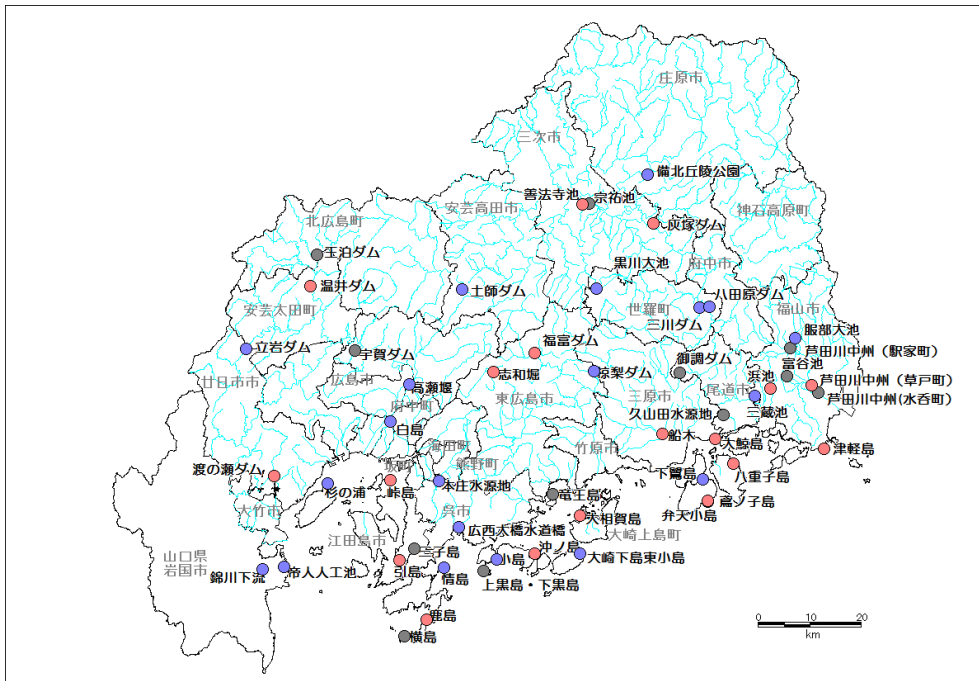 庄原市
三次市
備北丘陵公園
善法寺池
宗祐池
安芸高田市
神石高原町
北広島町
灰塚ダム
玉泊ダム
黒川大池
府中市
温井ダム
土師ダム
八田原ダム
安芸太田町
世羅町
福山市
三川ダム
服部大池
立岩ダム
宇賀ダム
福富ダム
御調ダム
芦田川中州（駅家町）
富谷池
廿日市市
広島市
志和堀
椋梨ダム
浜池
芦田川中州（草戸町）
高瀬堰
三原市
尾道市
芦田川中州(水呑町)
府中町
東広島市
三蔵池
久山田水源地
白島
船木
大鯨島
海田町
竹原市
津軽島
坂町
熊野町
渡の瀬ダム
下鷺島
八重子島
杉の浦
峠島
本庄水源地
竜王島
鳶ノ子島
大竹市
弁天小島
呉市
大相賀島
江田島市
広西大橋水道橋
大崎上島町
山口県
岩国市
三子島
沖ノ島
小島
大崎下島東小島
錦川下流
帝人人工池
引島
情島
上黒島・下黒島
鹿島
横島
0 10 20
km